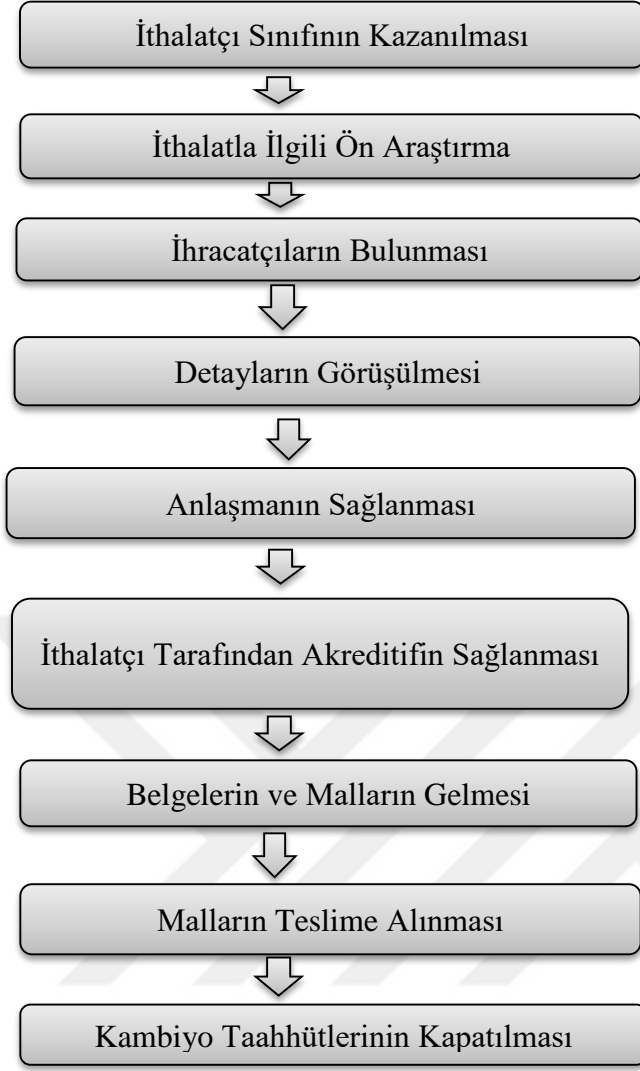 İthalatçı Sınıfının Kazanılması
İthalatla İlgili Ön Araştırma
İhracatçıların Bulunması
Detayların Görüşülmesi
Anlaşmanın Sağlanması
İthalatçı Tarafından Akreditifin Sağlanması
Belgelerin ve Malların Gelmesi
Malların Teslime Alınması
Kambiyo Taahhütlerinin Kapatılması